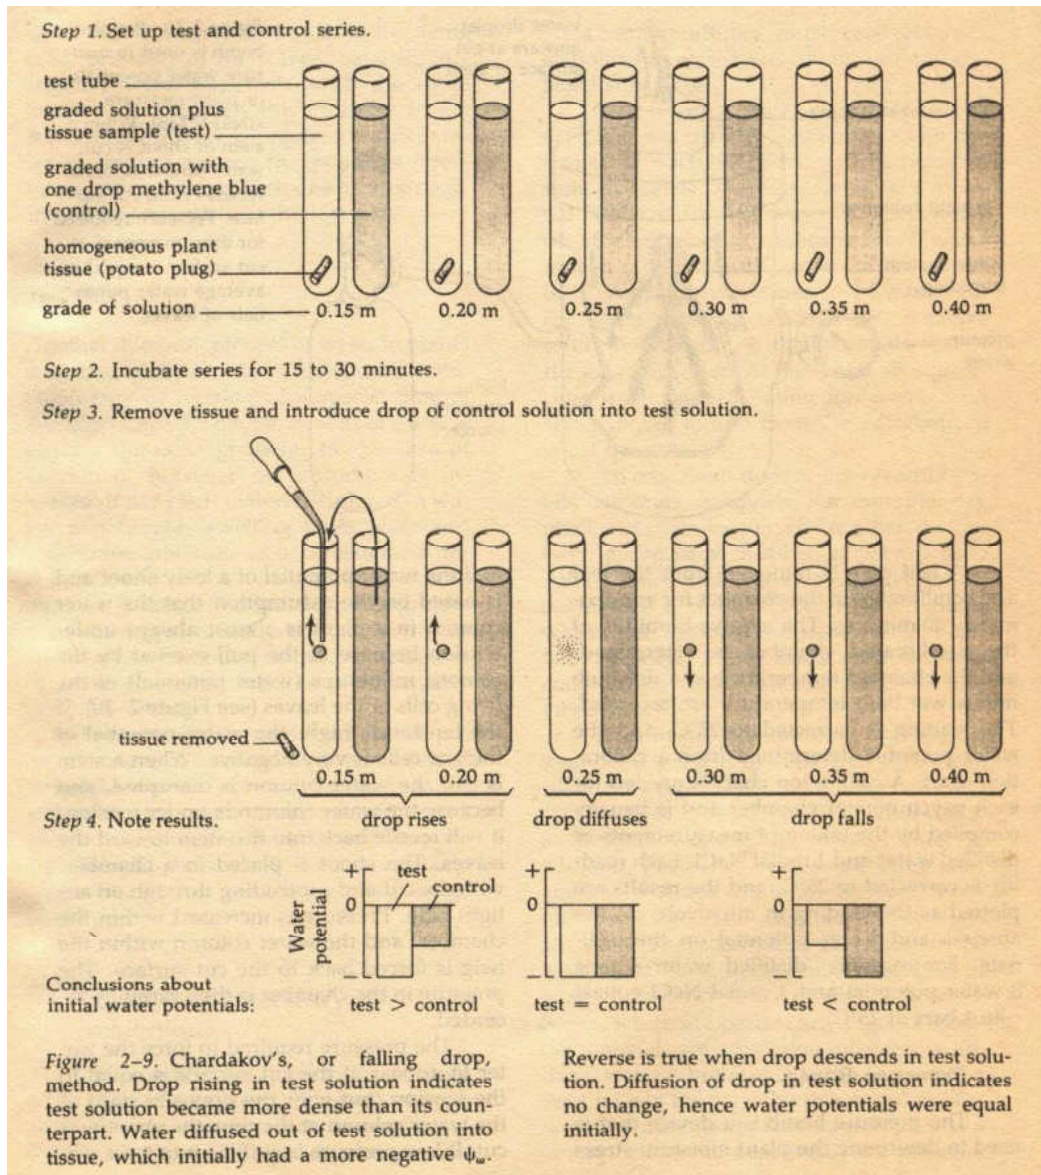 Step 1. Set up test and control series.
test tube
graded solution plus
tissue sample (test)
graded solution with
one drop methylene blue
(control)
homogeneous plant
tissue (potato plug)
grade of solution
0.15 m 0.20 m 0.25 m 0.30 m 0.35 m 0.40 m
Step 2. Incubate series for 15 to 30 minutes.
Step 3. Remove tissue and introduce drop of control solution into test solution.
tissue removed
0.15 m 0.20 m 0.25 m 0.30 m 0.35 m 0.40 m
Step 4. Note results. drop rises drop diffuses drop falls
Water
potential
+ 0 −
test
control
+ 0 −
+ 0 −
Conclusions about
initial water potentials: test > control test = control test < control
Figure 2–9. Chardakov's, or falling drop,
method. Drop rising in test solution indicates
test solution became more dense than its coun-
terpart. Water diffused out of test solution into
tissue, which initially had a more negative ψω.
Reverse is true when drop descends in test solu-
tion. Diffusion of drop in test solution indicates
no change, hence water potentials were equal
initially.